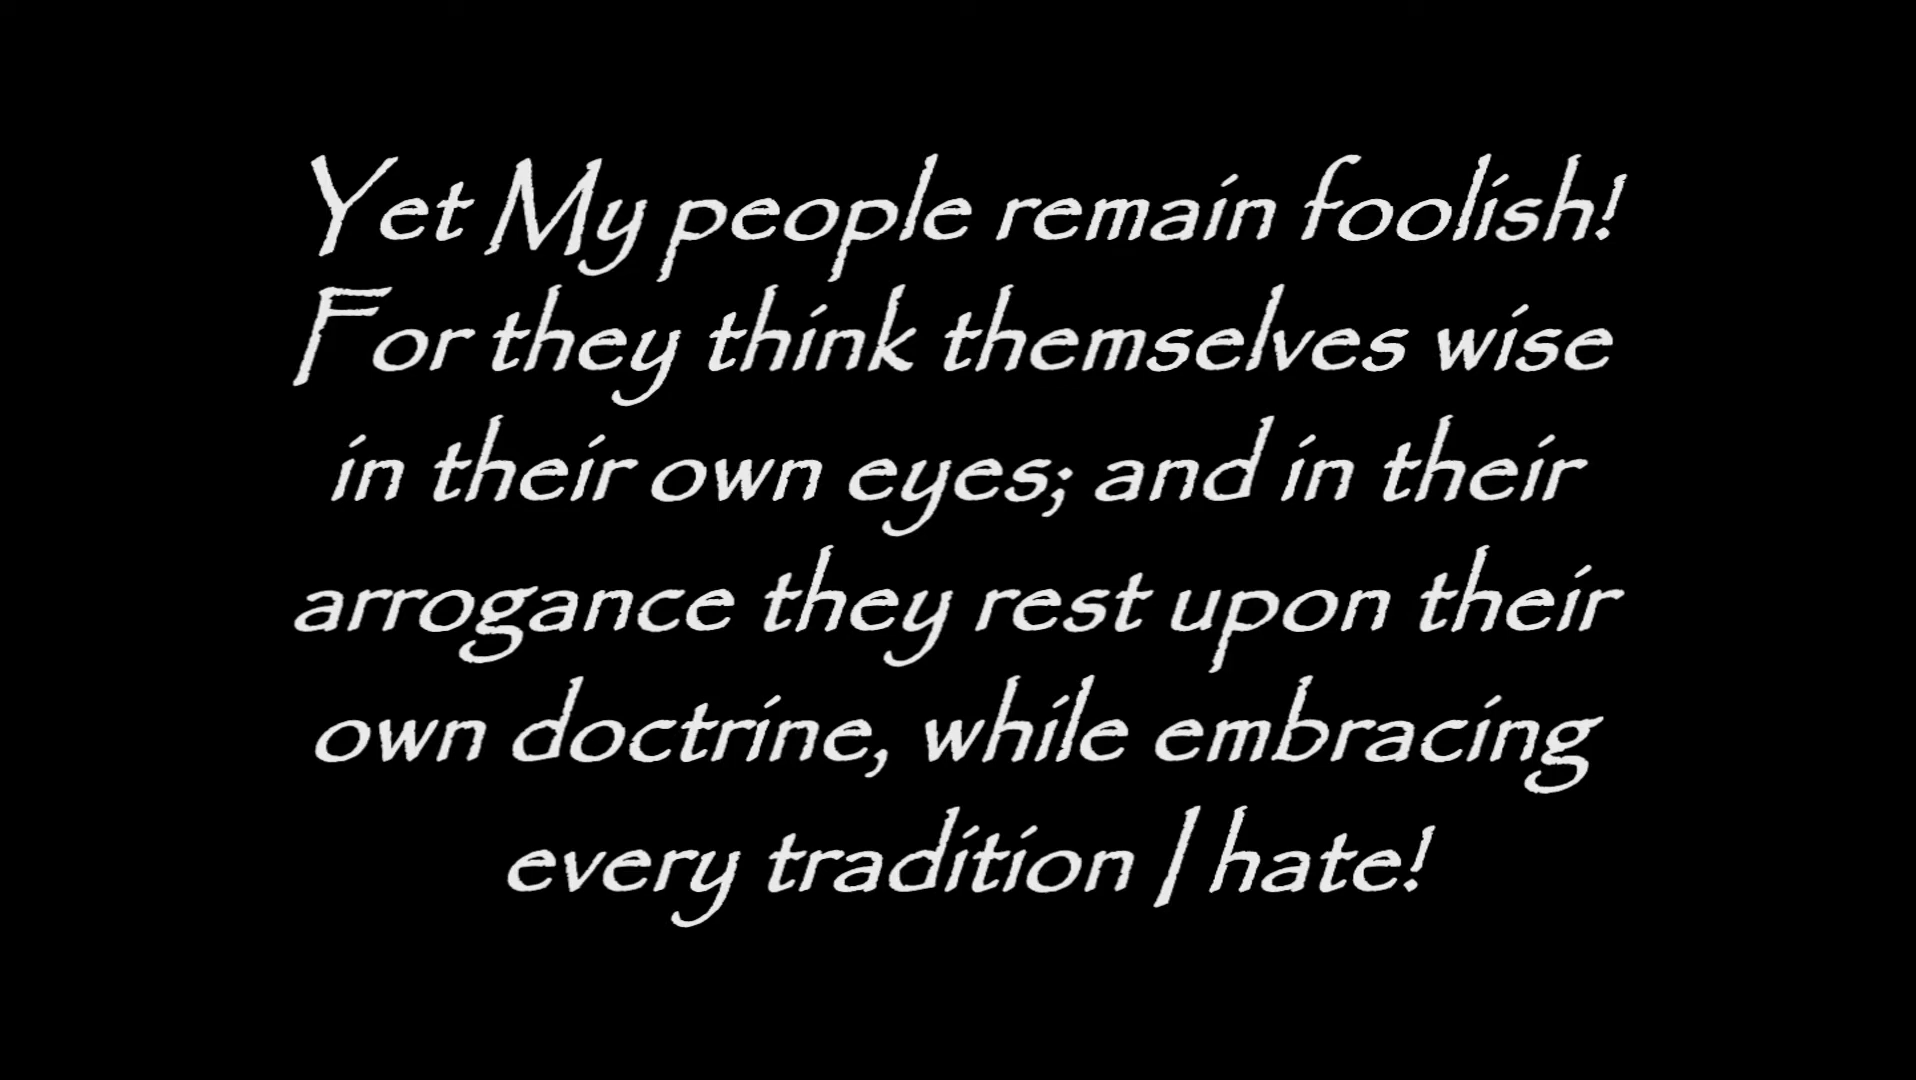 Yet My people remain foolish!
For they think themselves wise
in their own eyes; and in their
arrogance they rest upon their
own doctrine, while embracing
every tradition I hate!